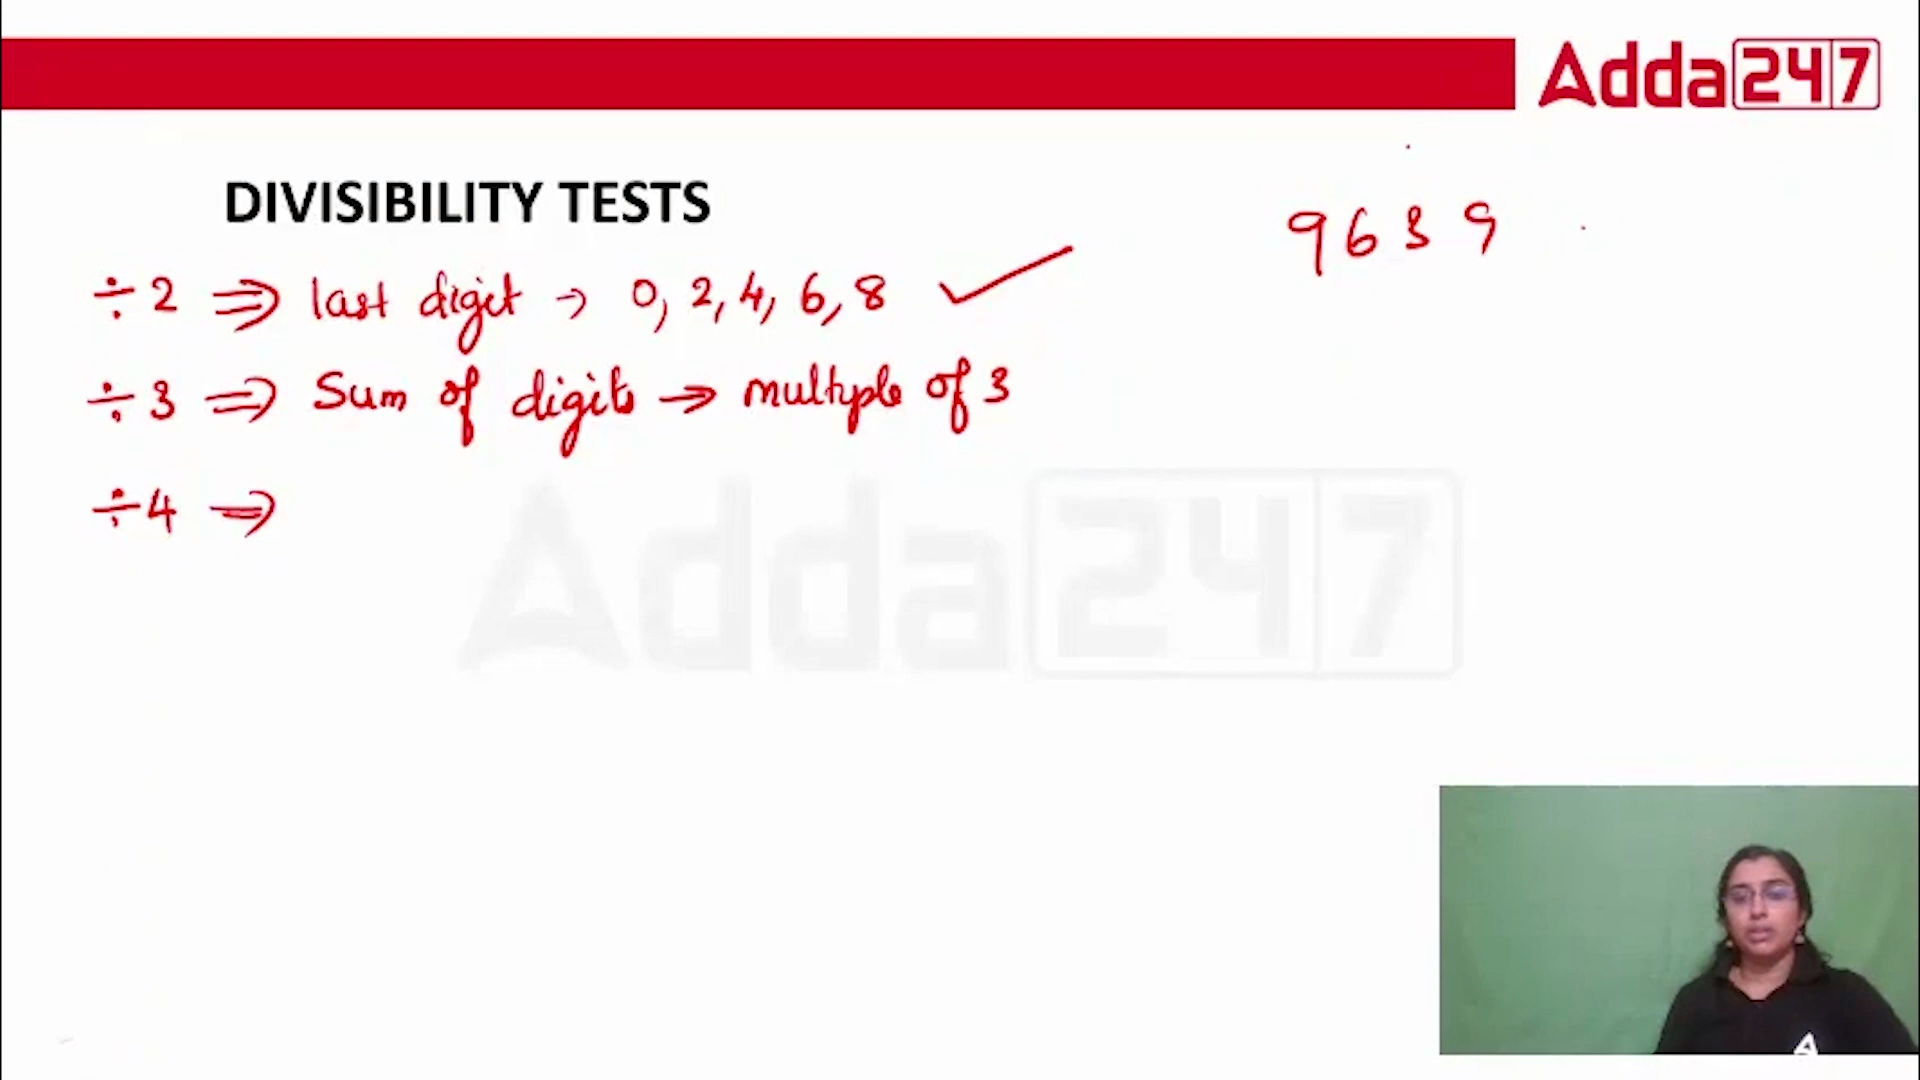 Adda247
DIVISIBILITY TESTS
9639
÷2 ⇒ last digit → 0, 2, 4, 6, 8 ✓
÷3 ⇒ Sum of digits → multiple of 3
÷4 ⇒
Adda247